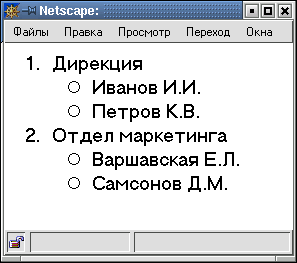 Netscape:
Файлы Правка Просмотр Переход Окна
1. Дирекция
Иванов И.И.
Петров К.В.
2. Отдел маркетинга
Варшавская Е.Л.
Самсонов Д.М.